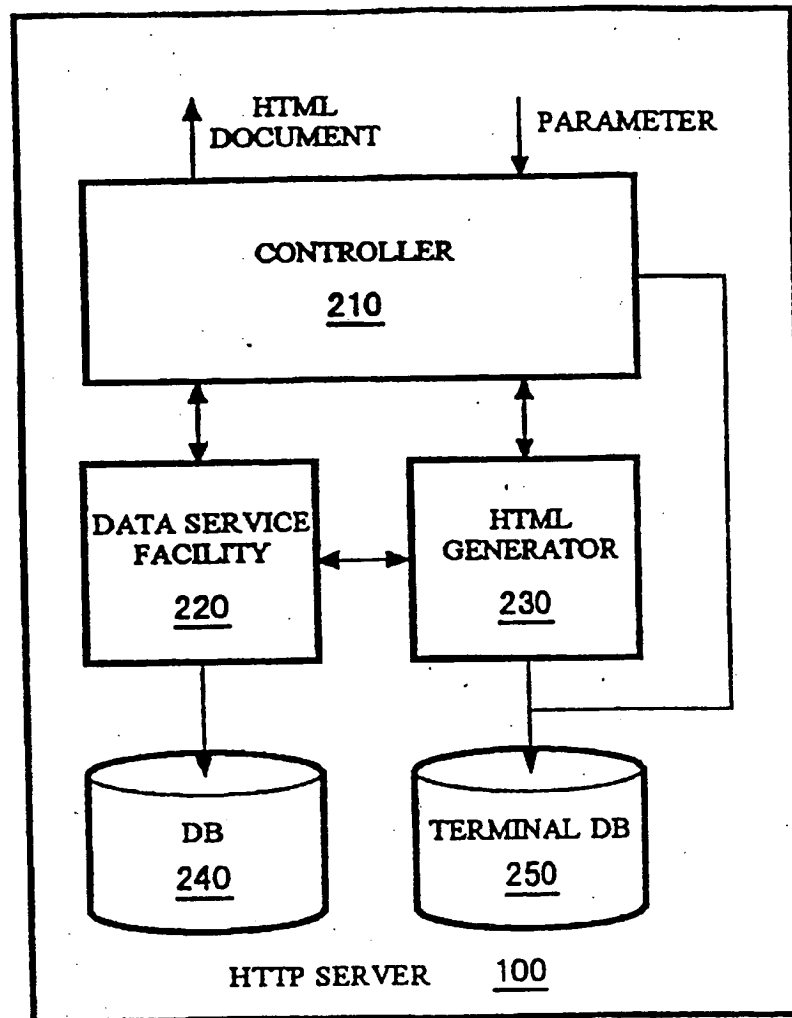 HTML
DOCUMENT
PARAMETER
CONTROLLER
210
DATA SERVICE
FACILITY
220
HTML
GENERATOR
230
DB
240
TERMINAL DB
250
HTTP SERVER 100